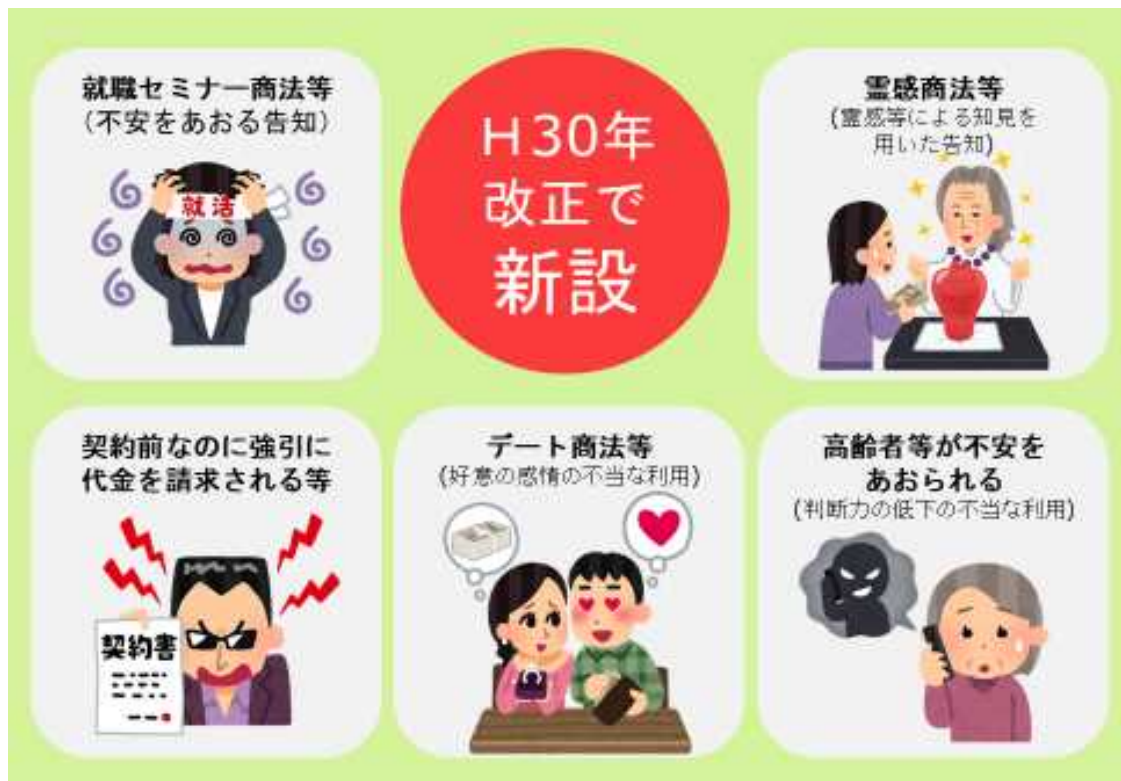 就職セミナー商法等
(不安をあおる告知)
就活
H30年
改正で
新設
霊感商法等
(霊感等による知見を
用いた告知)
契約前なのに強引に
代金を請求される等
契約書
デート商法等
(好意の感情の不当な利用)
高齢者等が不安を
あおられる
(判断力の低下の不当な利用)